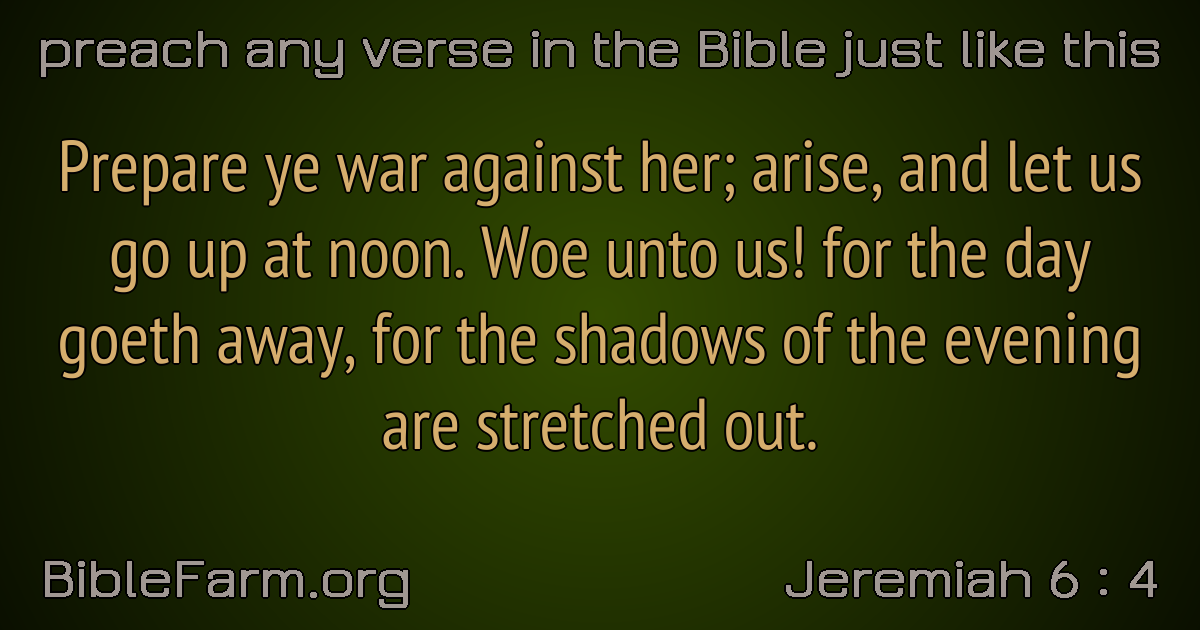 preach any verse in the Bible just like this
Prepare ye war against her; arise, and let us
go up at noon. Woe unto us! for the day
goeth away, for the shadows of the evening
are stretched out.
BibleFarm.org
Jeremiah 6 : 4